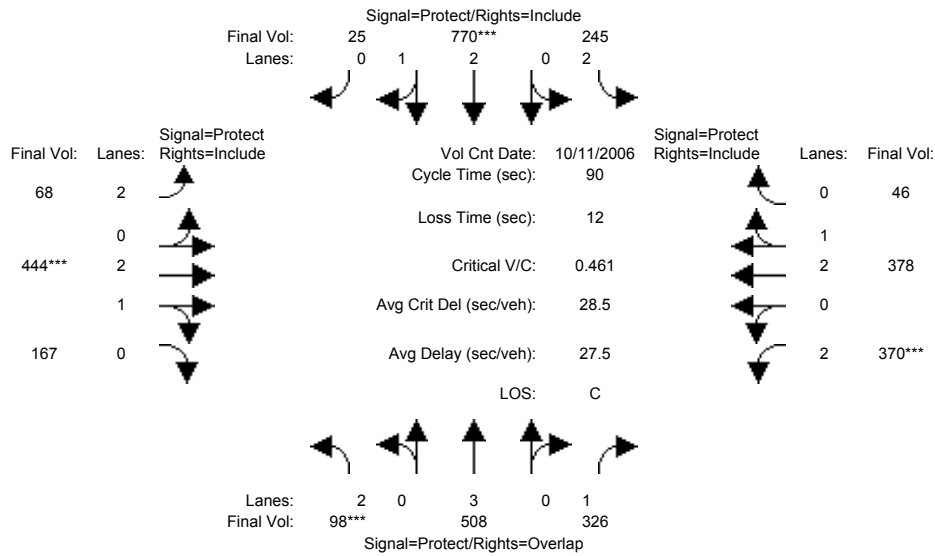 Signal=Protect/Rights=Include
Final Vol: 25 770*** 245
Lanes: 0 1 2 0 2
Signal=Protect
Final Vol: Lanes: Rights=Include
Vol Cnt Date: 10/11/2006
Signal=Protect
Rights=Include Lanes: Final Vol:
Cycle Time (sec): 90
68 2
0 46
Loss Time (sec): 12
0
1
444*** 2
Critical V/C: 0.461
2 378
1
Avg Crit Del (sec/veh): 28.5
0
167 0
Avg Delay (sec/veh): 27.5
2 370***
LOS: C
Lanes: 2 0 3 0 1
Final Vol: 98*** 508 326
Signal=Protect/Rights=Overlap